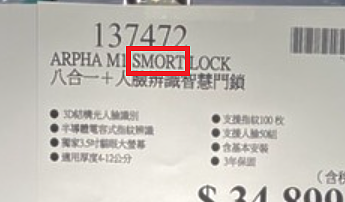 137472
ARPHA M1 SMORT LOCK
八合一+人臉辨識智慧門鎖
● 3D結構光人臉識別
● 半導體電容式指紋辨識
● 獨家3.5吋貓眼大螢幕
● 適用厚度4-12公分
● 支援指紋100枚
● 支援人臉50組
● 含基本安裝
● 3年保固
(含稅
$ 34,899